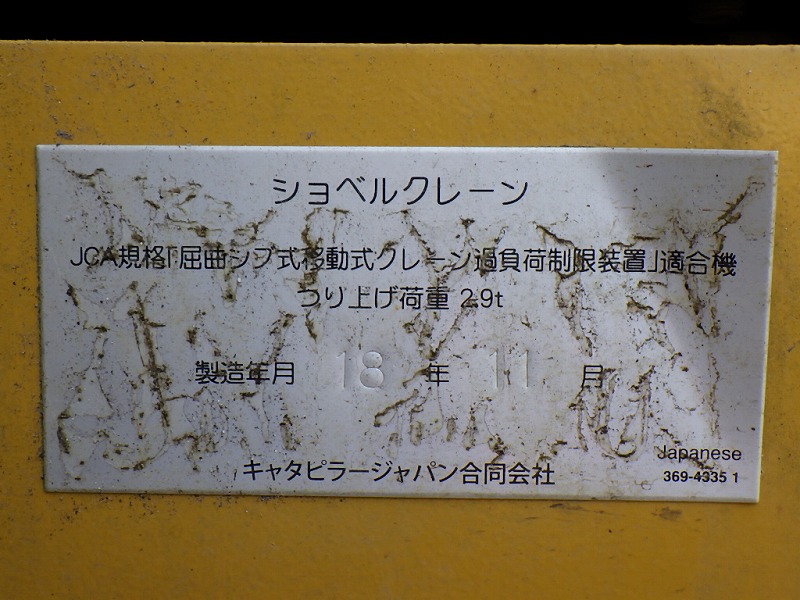 ショベルクレーン
JCA規格「屈曲ジブ式移動式クレーン過負荷制限装置」適合機
つり上げ荷重 2.9t
製造年月 18 年 11 月
キャタピラージャパン合同会社
Japanese
369-4335 1